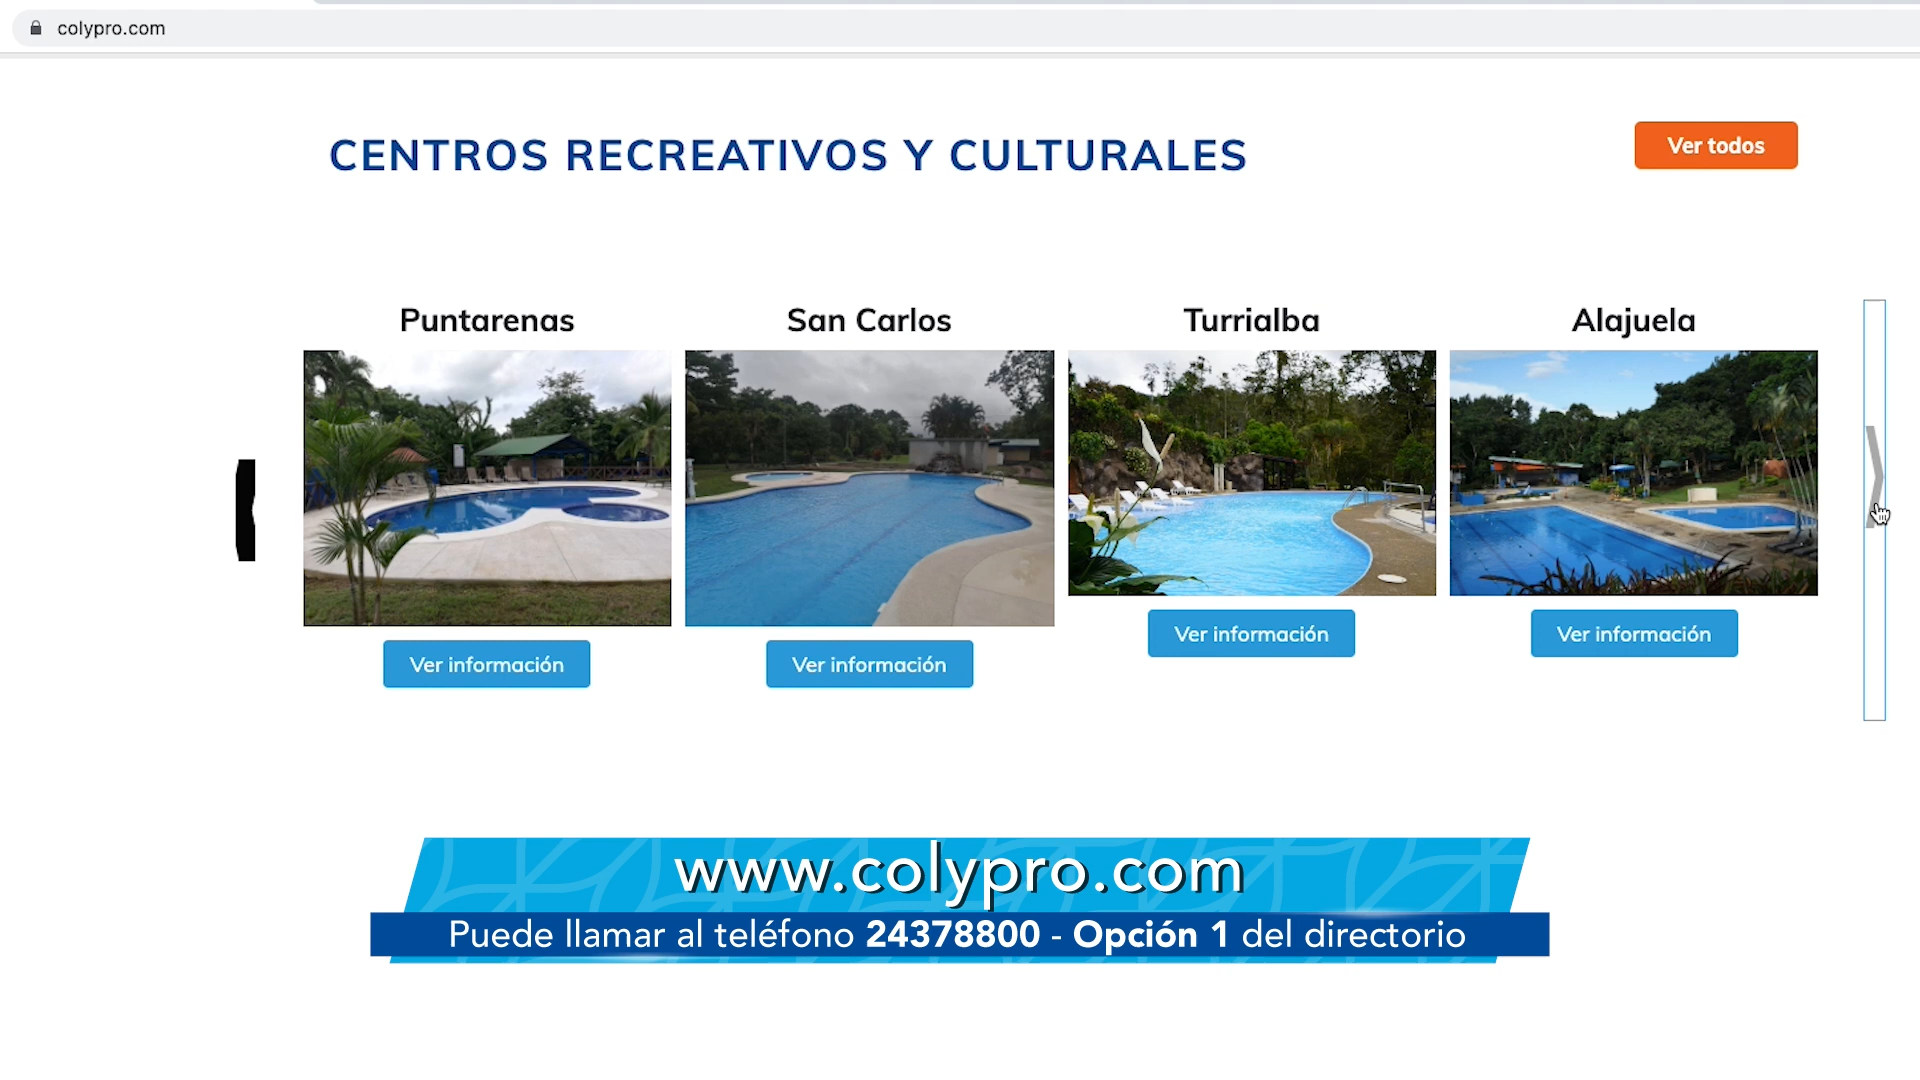 colypro.com
CENTROS RECREATIVOS Y CULTURALES
Ver todos
Puntarenas
San Carlos
Turrialba
Alajuela
Ver información
Ver información
Ver información
Ver información
www.colypro.com
Puede llamar al teléfono 24378800 - Opción 1 del directorio